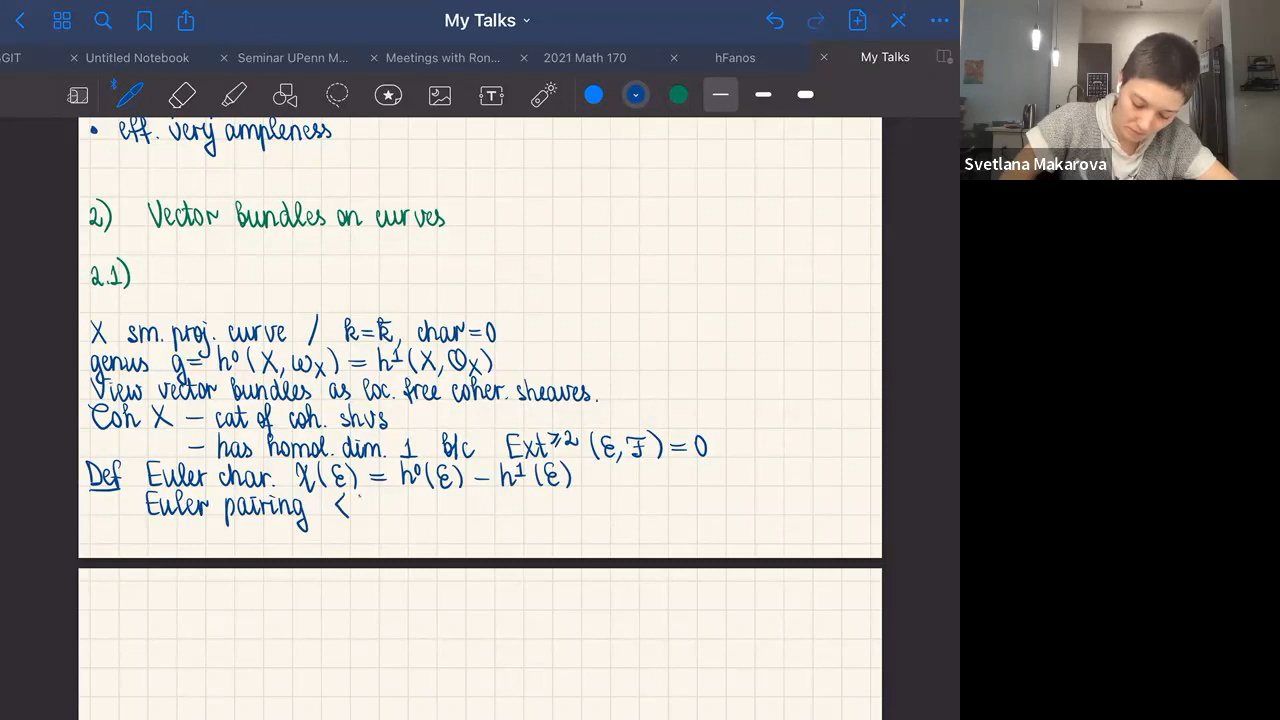 My Talks
GIT
Untitled Notebook
Seminar UPenn M...
Meetings with Ron...
2021 Math 170
hFanos
My Talks
• eff. very ampleness
2) Vector bundles on curves
2.1)
X sm. proj. curve / k=k̄, char=0
genus g= h⁰(X, ω_X) = h¹(X, O_X)
View vector bundles as loc. free coher. sheaves.
Coh X – cat of coh. shvs
– has homol. dim. 1 b/c Ext^{≥2} (ℰ, ℱ) = 0
Def Euler char. χ(ℰ) = h⁰(ℰ) – h¹(ℰ)
Euler pairing <
Svetlana Makarova